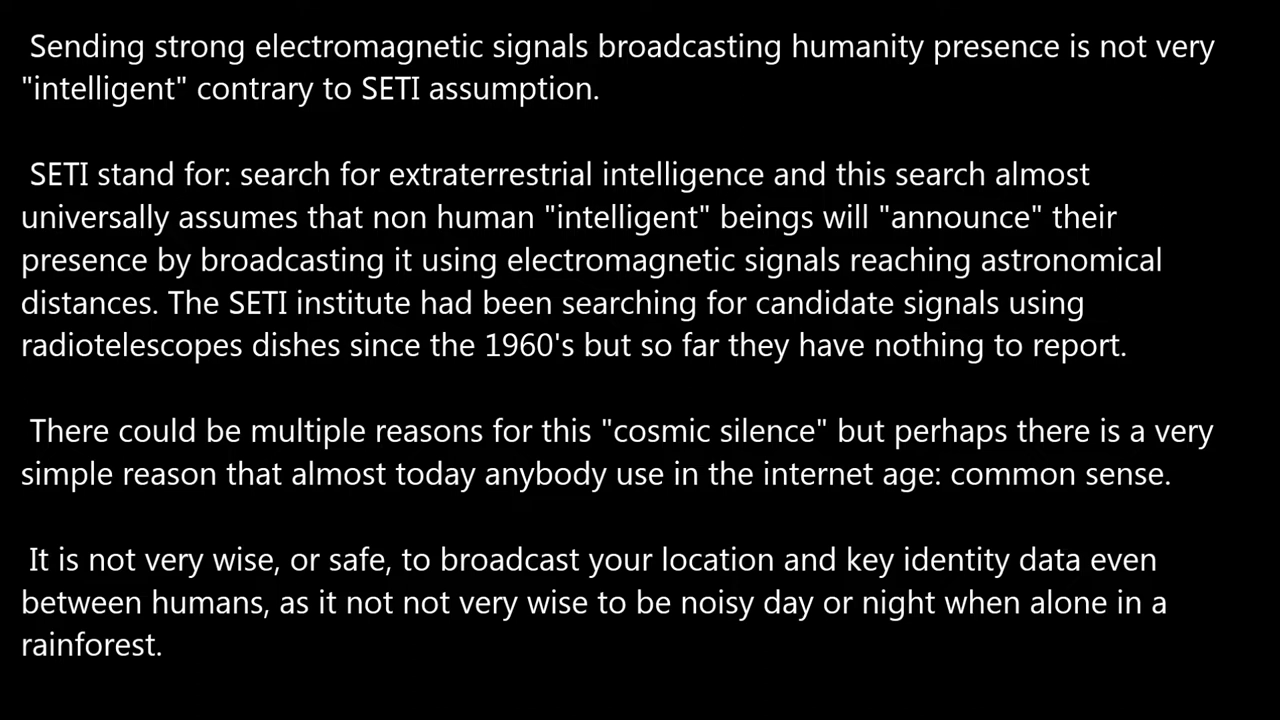 Sending strong electromagnetic signals broadcasting humanity presence is not very
"intelligent" contrary to SETI assumption.
SETI stand for: search for extraterrestrial intelligence and this search almost
universally assumes that non human "intelligent" beings will "announce" their
presence by broadcasting it using electromagnetic signals reaching astronomical
distances. The SETI institute had been searching for candidate signals using
radiotelescopes dishes since the 1960's but so far they have nothing to report.
There could be multiple reasons for this "cosmic silence" but perhaps there is a very
simple reason that almost today anybody use in the internet age: common sense.
It is not very wise, or safe, to broadcast your location and key identity data even
between humans, as it not not very wise to be noisy day or night when alone in a
rainforest.